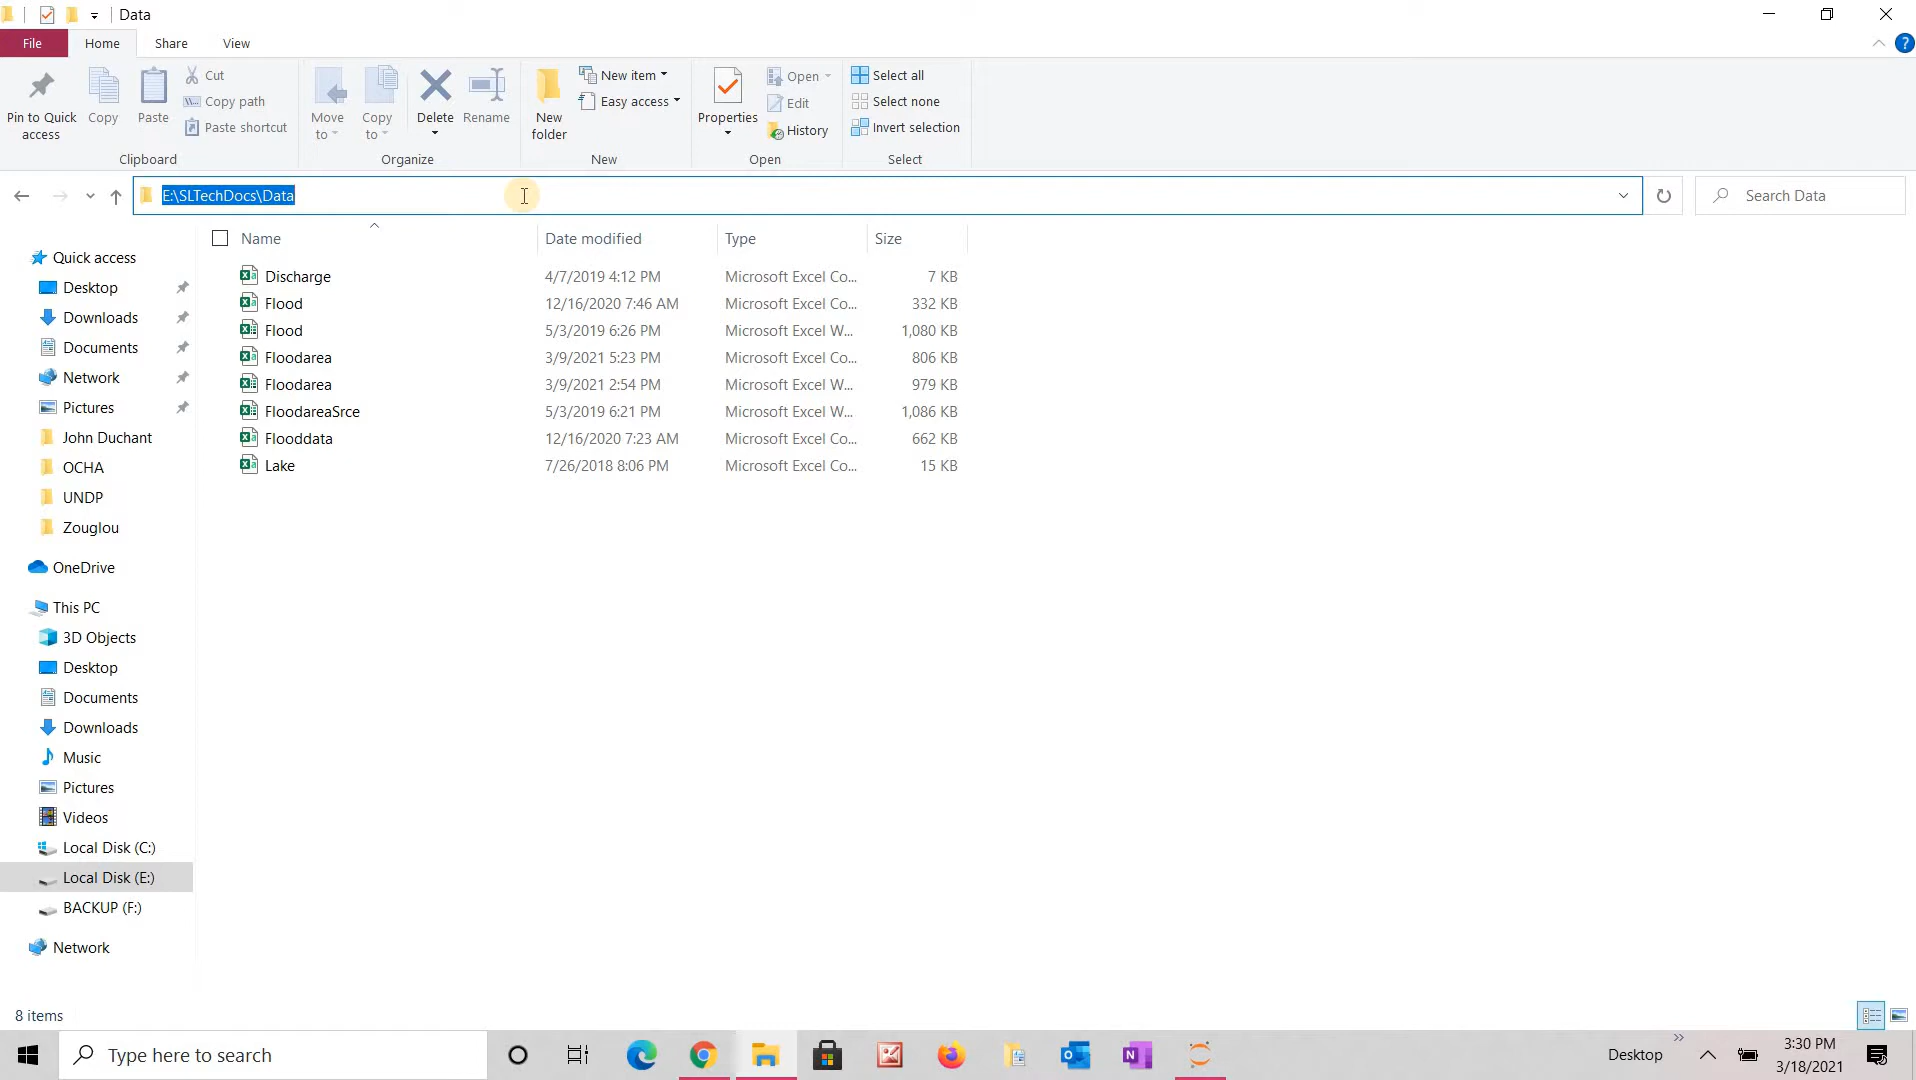 Data
File Home Share View
Pin to Quick access
Copy
Paste
Cut
Copy path
Paste shortcut
Clipboard
Move to
Copy to
Delete
Rename
Organize
New folder
New item
Easy access
New
Properties
Open
Edit
History
Open
Select all
Select none
Invert selection
Select
E:\SLTechDocs\Data
Search Data
Name Date modified Type Size
Discharge 4/7/2019 4:12 PM Microsoft Excel Co... 7 KB
Flood 12/16/2020 7:46 AM Microsoft Excel Co... 332 KB
Flood 5/3/2019 6:26 PM Microsoft Excel W... 1,080 KB
Floodarea 3/9/2021 5:23 PM Microsoft Excel Co... 806 KB
Floodarea 3/9/2021 2:54 PM Microsoft Excel W... 979 KB
FloodareaSrce 5/3/2019 6:21 PM Microsoft Excel W... 1,086 KB
Flooddata 12/16/2020 7:23 AM Microsoft Excel Co... 662 KB
Lake 7/26/2018 8:06 PM Microsoft Excel Co... 15 KB
Quick access
Desktop
Downloads
Documents
Network
Pictures
John Duchant
OCHA
UNDP
Zouglou
OneDrive
This PC
3D Objects
Desktop
Documents
Downloads
Music
Pictures
Videos
Local Disk (C:)
Local Disk (E:)
BACKUP (F:)
Network
8 items
Type here to search
Desktop
3:30 PM
3/18/2021